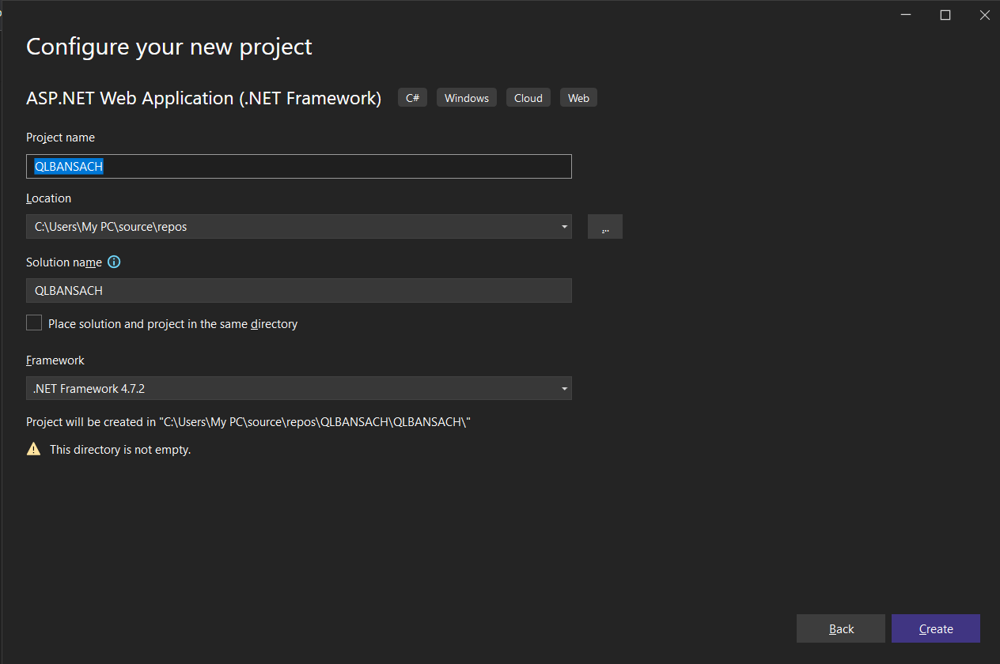 Configure your new project
ASP.NET Web Application (.NET Framework) C# Windows Cloud Web
Project name
QLBANSACH
Location
C:\Users\My PC\source\repos
...
Solution name
QLBANSACH
Place solution and project in the same directory
Framework
.NET Framework 4.7.2
Project will be created in "C:\Users\My PC\source\repos\QLBANSACH\QLBANSACH\"
This directory is not empty.
Back Create